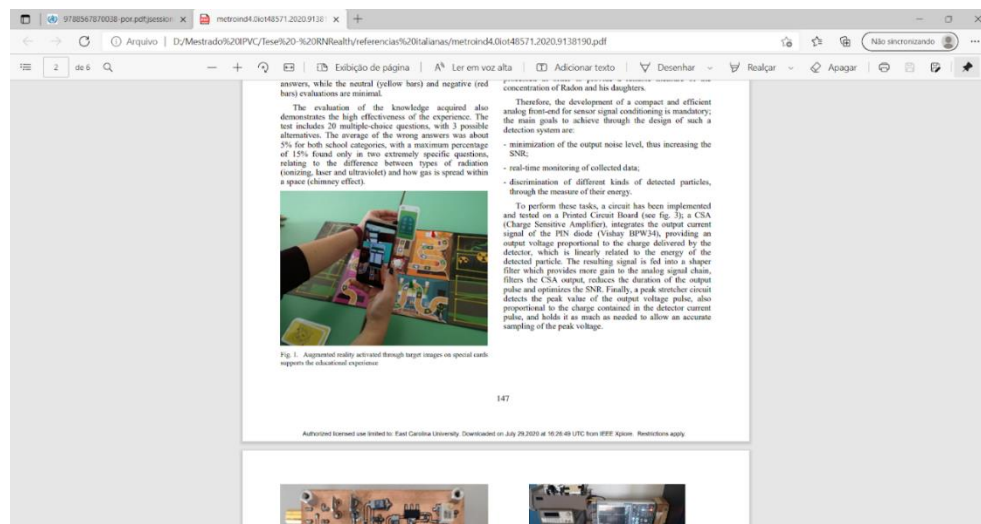 9788567870038-por.pdf;jsession
metroind4.0iot48571.2020.9138
Arquivo
D:/Mestrado%20IPVC/Tese%20-%20RNRealth/referencias%20italianas/metroind4.0iot48571.2020.9138190.pdf
Não sincronizando
2
de 6
Exibição de página
Ler em voz alta
Adicionar texto
Desenhar
Realçar
Apagar
answers, while the neutral (yellow bars) and negative (red
bars) evaluations are minimal.
The evaluation of the knowledge acquired also
demonstrates the high effectiveness of the experience. The
test includes 20 multiple-choice questions, with 3 possible
alternatives. The average of the wrong answers was about
5% for both school categories, with a maximum percentage
of 15% found only in two extremely specific questions,
relating to the difference between types of radiation
(ionizing, laser and ultraviolet) and how gas is spread within
a space (chimney effect).
Fig. 1. Augmented reality activated through target images on special cards
supports the educational experience
concentration of Radon and his daughters.
Therefore, the development of a compact and efficient
analog front-end for sensor signal conditioning is mandatory;
the main goals to achieve through the design of such a
detection system are:
- minimization of the output noise level, thus increasing the
SNR;
- real-time monitoring of collected data;
- discrimination of different kinds of detected particles,
through the measure of their energy.
To perform these tasks, a circuit has been implemented
and tested on a Printed Circuit Board (see fig. 3); a CSA
(Charge Sensitive Amplifier), integrates the output current
signal of the PIN diode (Vishay BPW34), providing an
output voltage proportional to the charge delivered by the
detector, which is linearly related to the energy of the
detected particle. The resulting signal is fed into a shaper
filter which provides more gain to the analog signal chain,
filters the CSA output, reduces the duration of the output
pulse and optimizes the SNR. Finally, a peak stretcher circuit
detects the peak value of the output voltage pulse, also
proportional to the charge contained in the detector current
pulse, and holds it as much as needed to allow an accurate
sampling of the peak voltage.
147
Authorized licensed use limited to: East Carolina University. Downloaded on July 29,2020 at 16:28:49 UTC from IEEE Xplore. Restrictions apply.